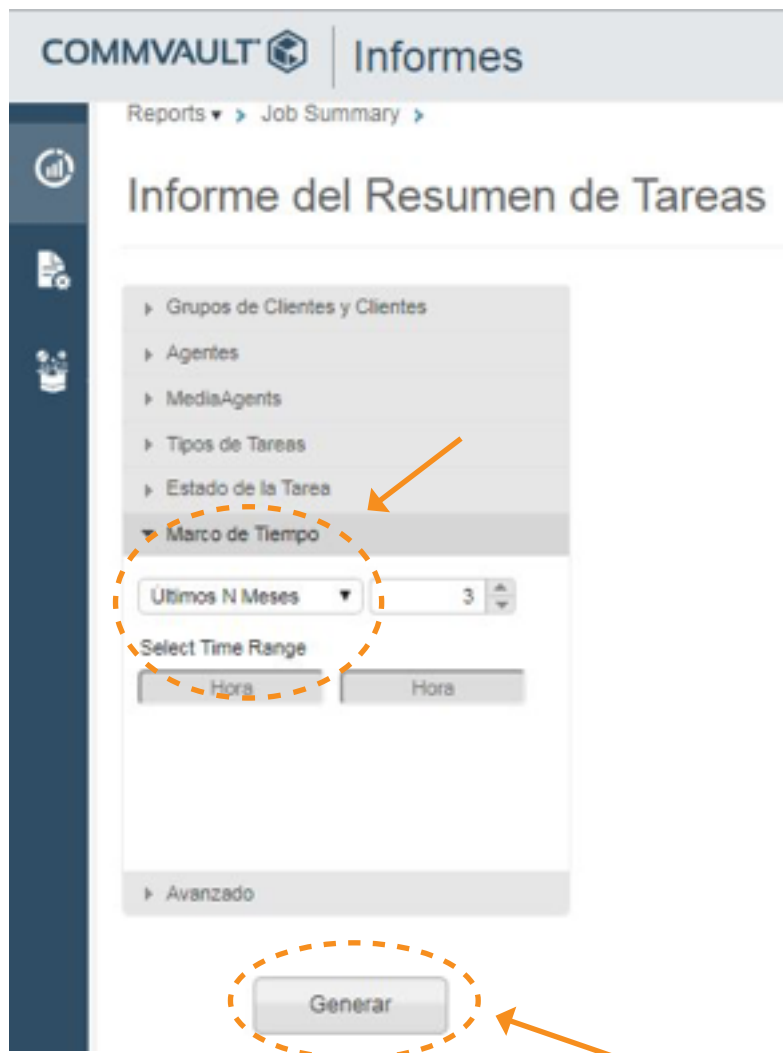 COMMVAULT Informes
Reports > Job Summary >
Informe del Resumen de Tareas
Grupos de Clientes y Clientes
Agentes
MediaAgents
Tipos de Tareas
Estado de la Tarea
Marco de Tiempo
Últimos N Meses 3
Select Time Range
Hora Hora
Avanzado
Generar